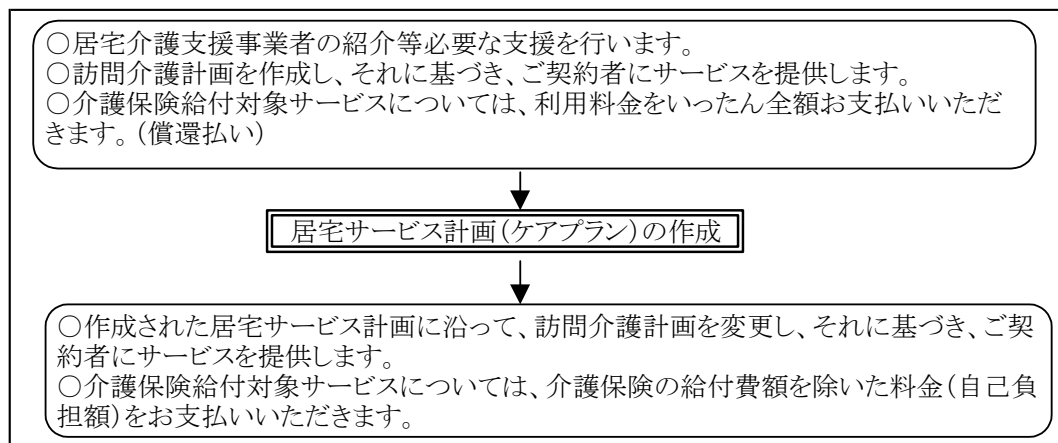 ○居宅介護支援事業者の紹介等必要な支援を行います。
○訪問介護計画を作成し、それに基づき、ご契約者にサービスを提供します。
○介護保険給付対象サービスについては、利用料金をいったん全額お支払いいただ
きます。(償還払い)
居宅サービス計画(ケアプラン)の作成
○作成された居宅サービス計画に沿って、訪問介護計画を変更し、それに基づき、ご契
約者にサービスを提供します。
○介護保険給付対象サービスについては、介護保険の給付費額を除いた料金(自己負
担額)をお支払いいただきます。